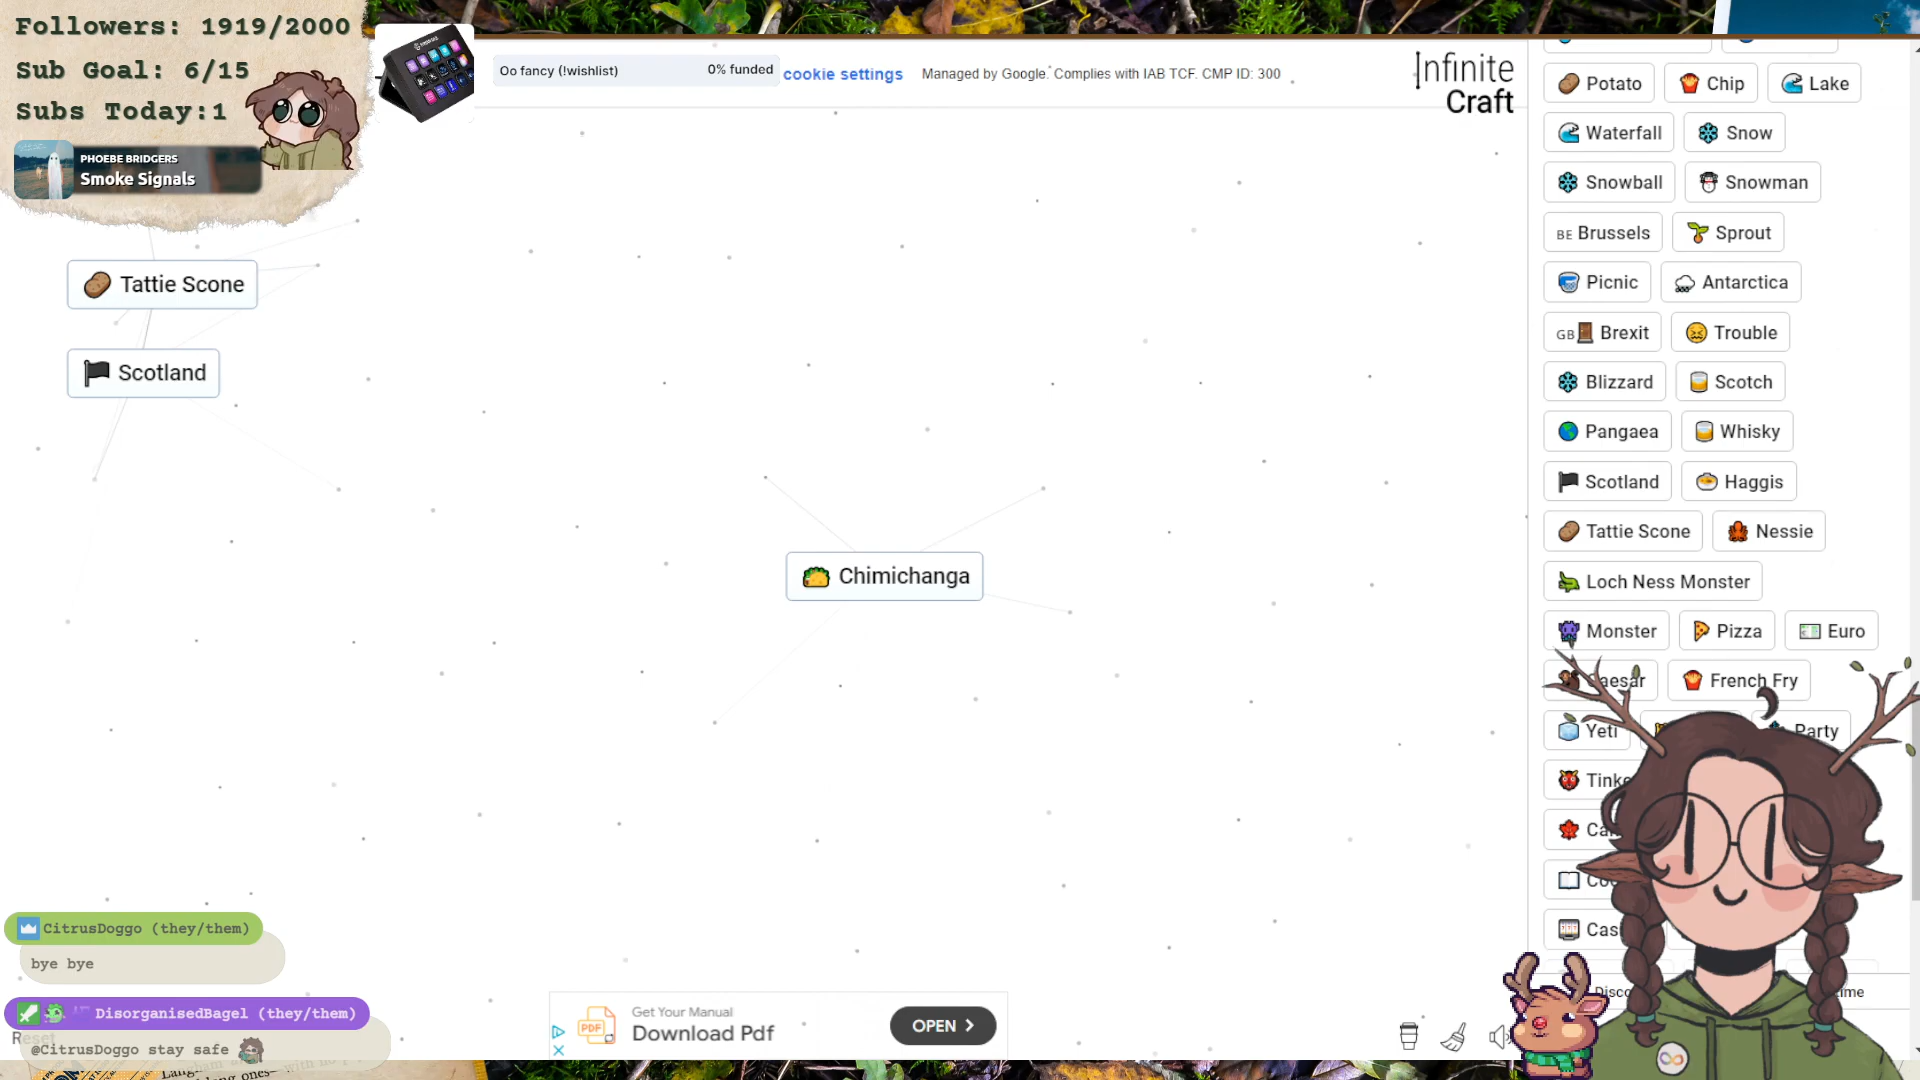 Followers: 1919/2000
Sub Goal: 6/15
Subs Today:1
PHOEBE BRIDGERS
Smoke Signals
Oo fancy (!wishlist)
0% funded
cookie settings
Managed by Google. Complies with IAB TCF. CMP ID: 300
Infinite
Craft
Tattie Scone
Scotland
Chimichanga
Potato
Chip
Lake
Waterfall
Snow
Snowball
Snowman
BE Brussels
Sprout
Picnic
Antarctica
GB Brexit
Trouble
Blizzard
Scotch
Pangaea
Whisky
Scotland
Haggis
Tattie Scone
Nessie
Loch Ness Monster
Monster
Pizza
Euro
Caesar
French Fry
Yeti
Party
CitrusDoggo (they/them)
bye bye
DisorganisedBagel (they/them)
Reset
@CitrusDoggo stay safe
Get Your Manual
PDF
Download Pdf
OPEN